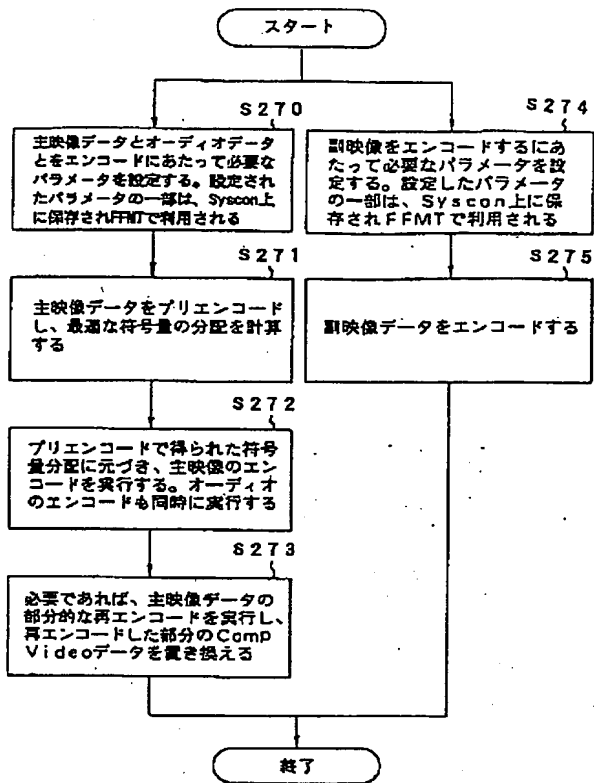 スタート
S270
主映像データとオーディオデータ
とをエンコードにあたって必要な
パラメータを設定する。設定され
たパラメータの一部は、Syscon上
に保存されFFMTで利用される
S271
主映像データをプリエンコード
し、最適な符号量の分配を計算
する
S272
プリエンコードで得られた符号
量分配に元づき、主映像のエン
コードを実行する。オーディオ
のエンコードも同時に実行する
S273
必要であれば、主映像データの
部分的な再エンコードを実行し、
再エンコードした部分のComp
Videoデータを置き換える
S274
副映像をエンコードするにあ
たって必要なパラメータを設
定する。設定したパラメータ
の一部は、Syscon上に保
存されFFMTで利用される
S275
副映像データをエンコードする
終了